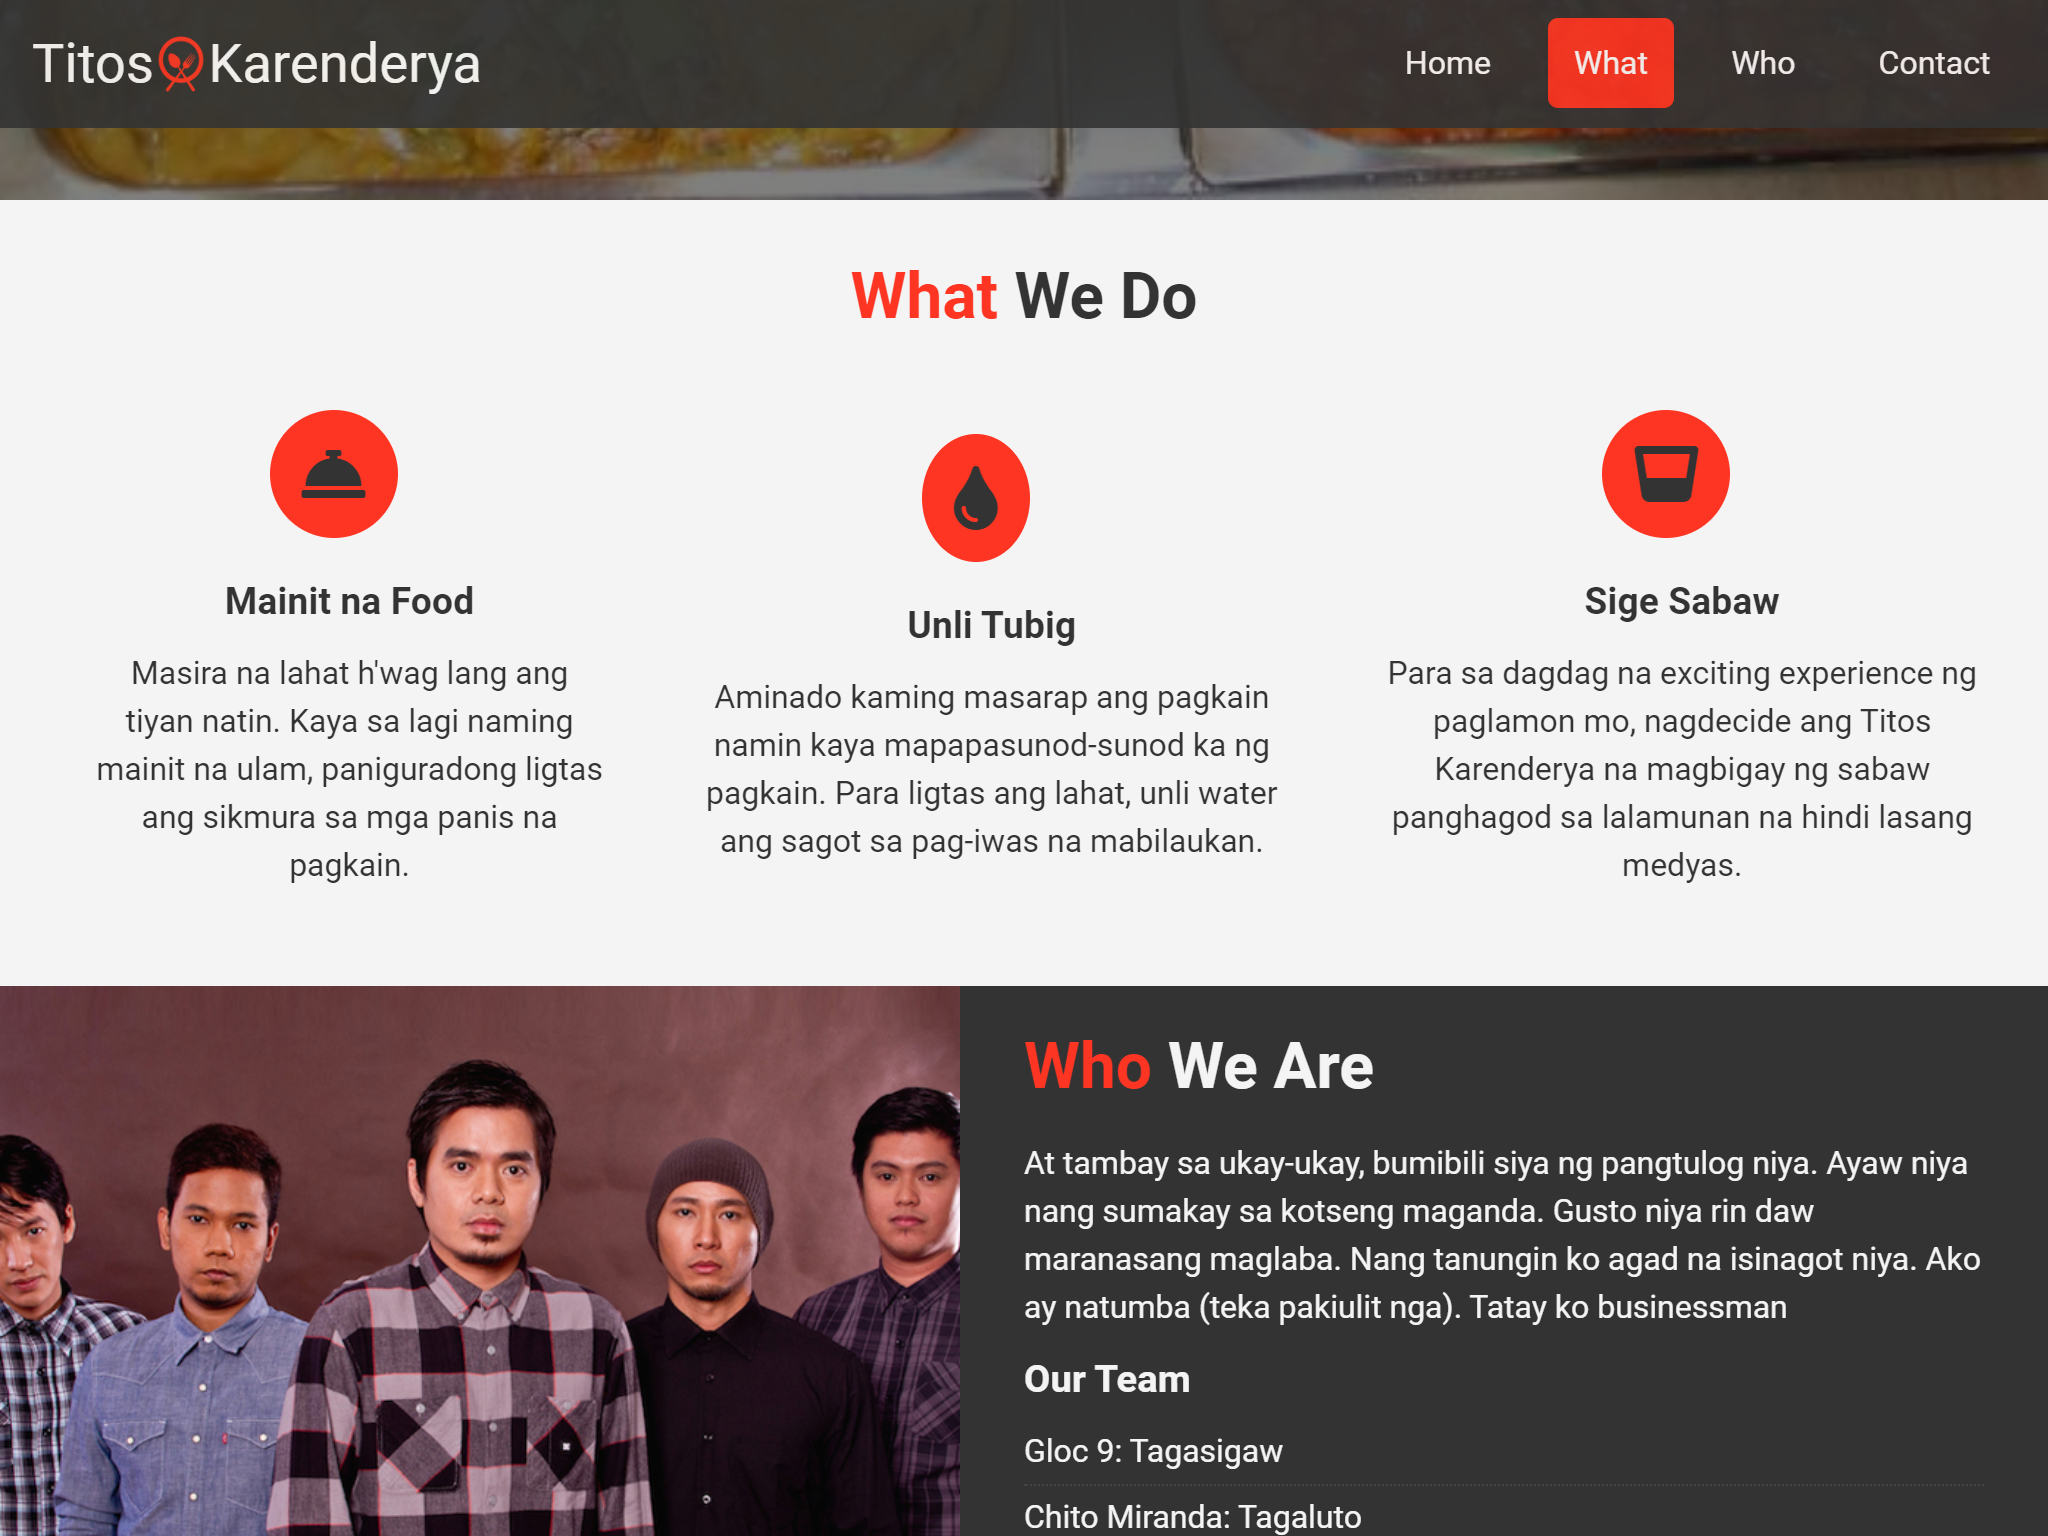 Titos Karenderya
Home
What
Who
Contact
What We Do
Mainit na Food
Masira na lahat h'wag lang ang
tiyan natin. Kaya sa lagi naming
mainit na ulam, paniguradong ligtas
ang sikmura sa mga panis na
pagkain.
Unli Tubig
Aminado kaming masarap ang pagkain
namin kaya mapapasunod-sunod ka ng
pagkain. Para ligtas ang lahat, unli water
ang sagot sa pag-iwas na mabilaukan.
Sige Sabaw
Para sa dagdag na exciting experience ng
paglamon mo, nagdecide ang Titos
Karenderya na magbigay ng sabaw
panghagod sa lalamunan na hindi lasang
medyas.
Who We Are
At tambay sa ukay-ukay, bumibili siya ng pangtulog niya. Ayaw niya
nang sumakay sa kotseng maganda. Gusto niya rin daw
maranasang maglaba. Nang tanungin ko agad na isinagot niya. Ako
ay natumba (teka pakiulit nga). Tatay ko businessman
Our Team
Gloc 9: Tagasigaw
Chito Miranda: Tagaluto